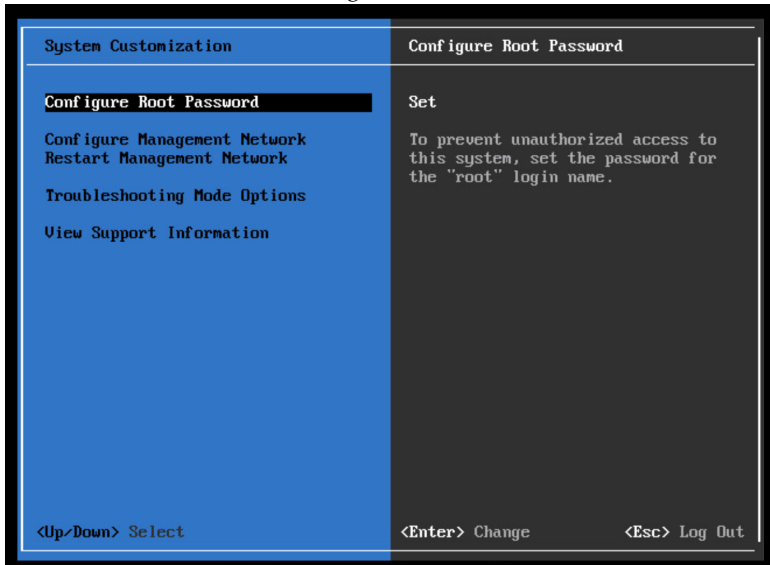 System Customization
Configure Root Password
Configure Root Password
Configure Management Network
Restart Management Network
Troubleshooting Mode Options
View Support Information
Set
To prevent unauthorized access to
this system, set the password for
the "root" login name.
<Up/Down> Select
<Enter> Change
<Esc> Log Out